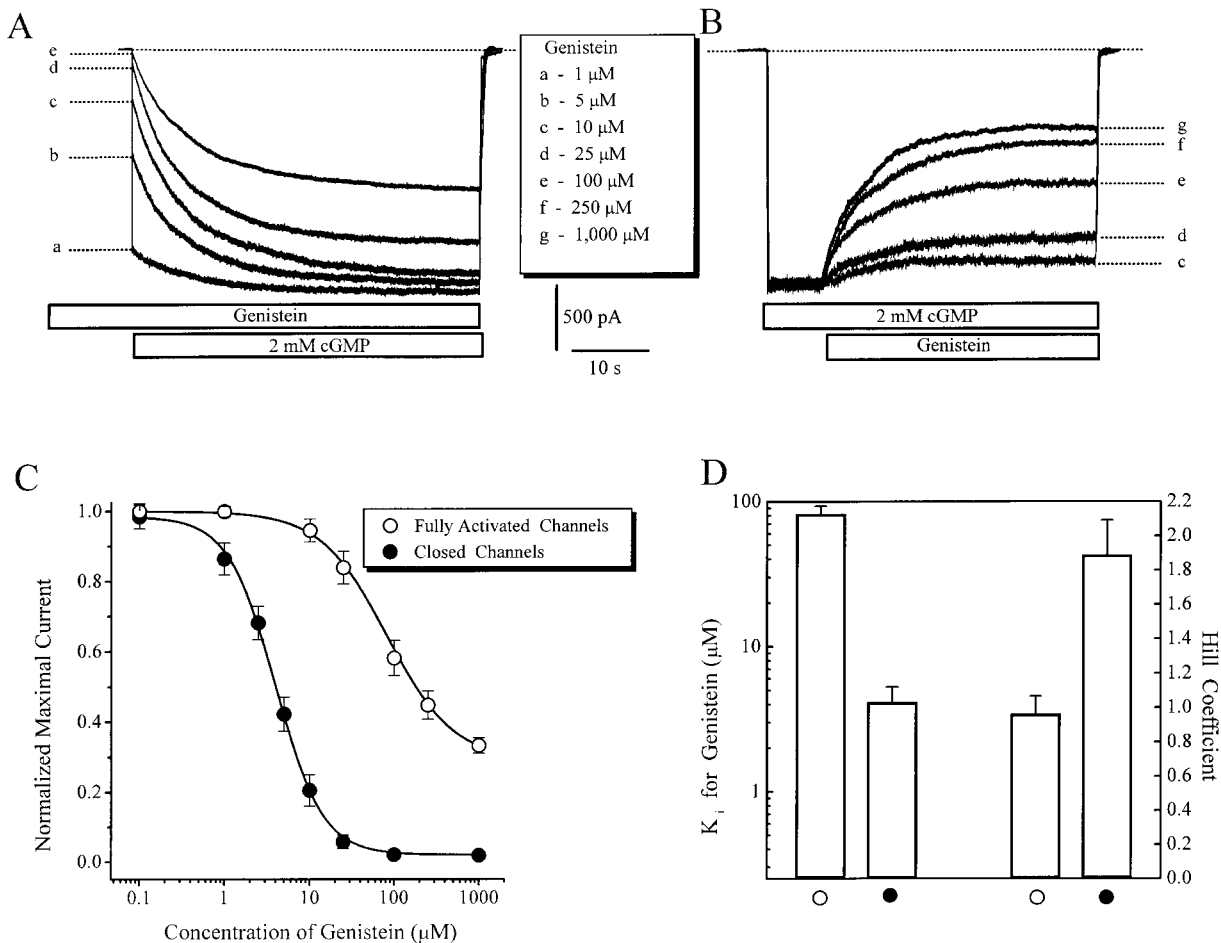 A
e
d
c
b
a
Genistein
2 mM cGMP
Genistein
a - 1 μM
b - 5 μM
c - 10 μM
d - 25 μM
e - 100 μM
f - 250 μM
g - 1,000 μM
500 pA
10 s
B
g
f
e
d
c
2 mM cGMP
Genistein
C
Normalized Maximal Current
1.0
0.8
0.6
0.4
0.2
0.0
Fully Activated Channels
Closed Channels
0.1
1
10
100
1000
Concentration of Genistein (μM)
D
K i for Genistein (μM)
100
10
1
2.2
2.0
1.8
1.6
1.4
1.2
1.0
0.8
0.6
0.4
0.2
0.0
Hill Coefficient